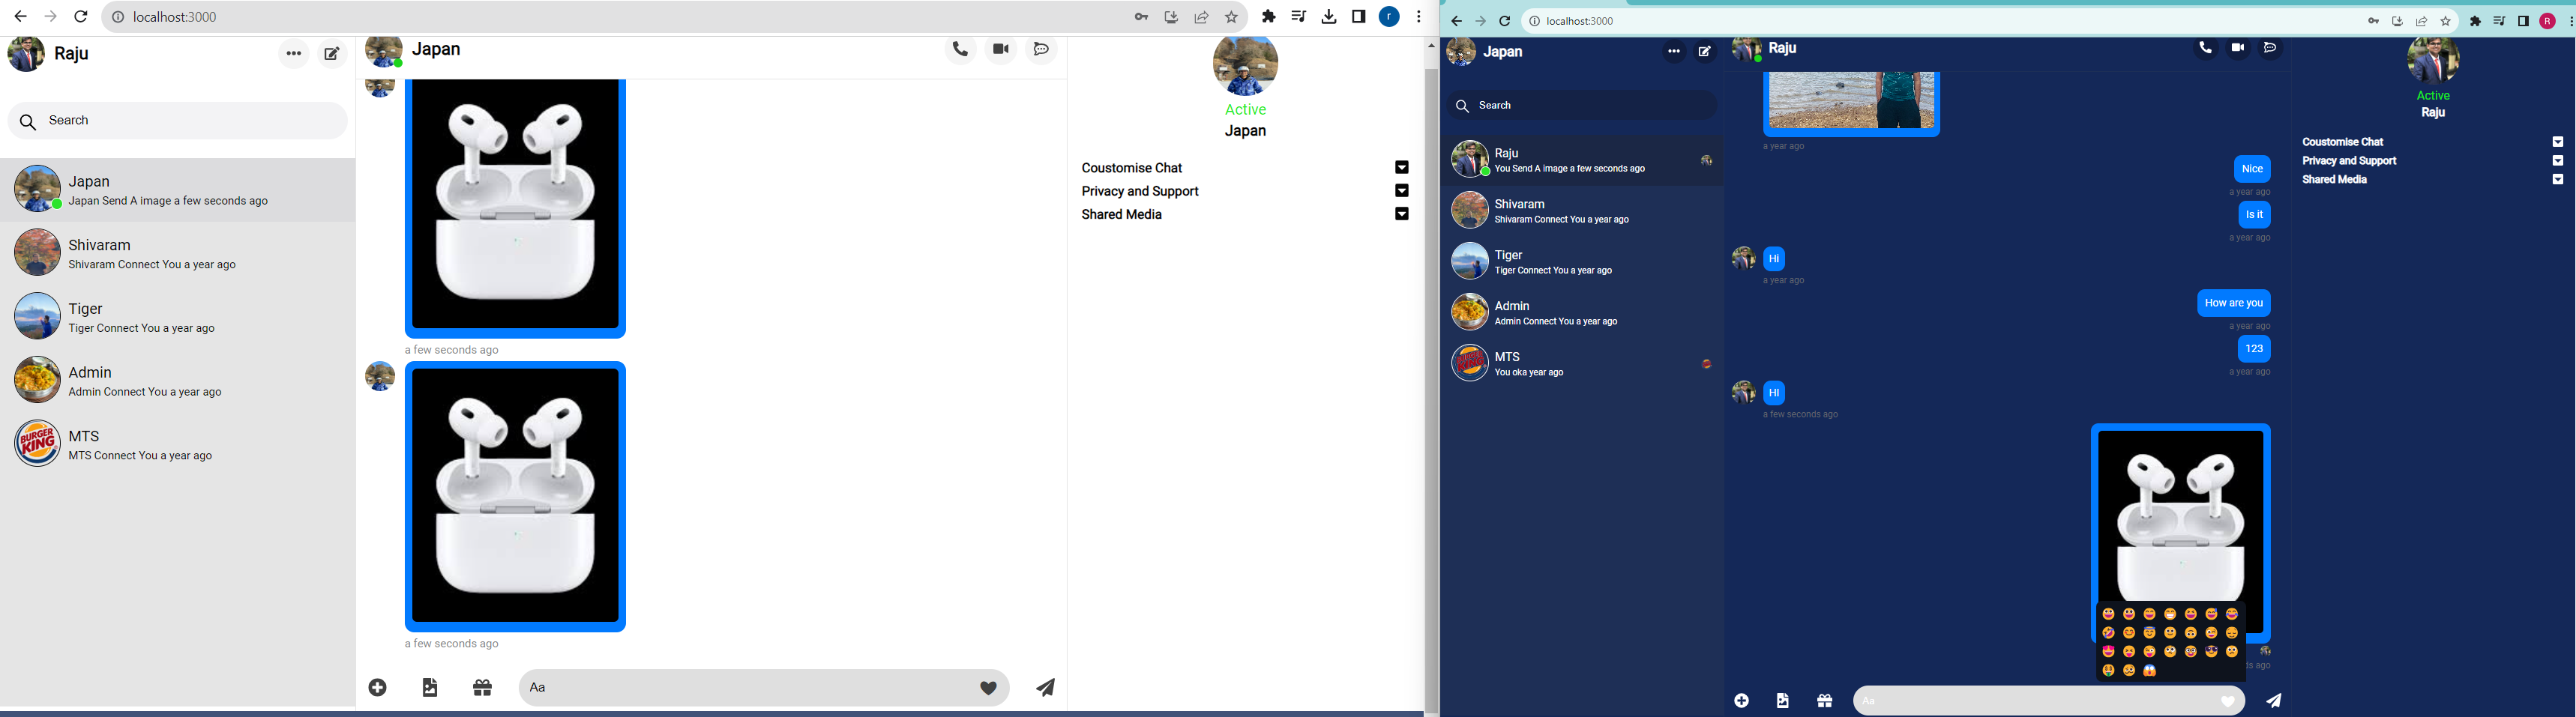 localhost:3000
r
Raju
Search
Japan
Japan Send A image a few seconds ago
Shivaram
Shivaram Connect You a year ago
Tiger
Tiger Connect You a year ago
Admin
Admin Connect You a year ago
BURGER KING
MTS
MTS Connect You a year ago
Japan
a few seconds ago
a few seconds ago
Aa
Active
Japan
Coustomise Chat
Privacy and Support
Shared Media
localhost:3000
R
Japan
Search
Raju
You Send A image a few seconds ago
Shivaram
Shivaram Connect You a year ago
Tiger
Tiger Connect You a year ago
Admin
Admin Connect You a year ago
BURGER KING
MTS
You oka year ago
Raju
a year ago
Nice
a year ago
Is it
a year ago
Hi
a year ago
How are you
a year ago
123
a year ago
HI
a few seconds ago
ds ago
Aa
Active
Raju
Coustomise Chat
Privacy and Support
Shared Media